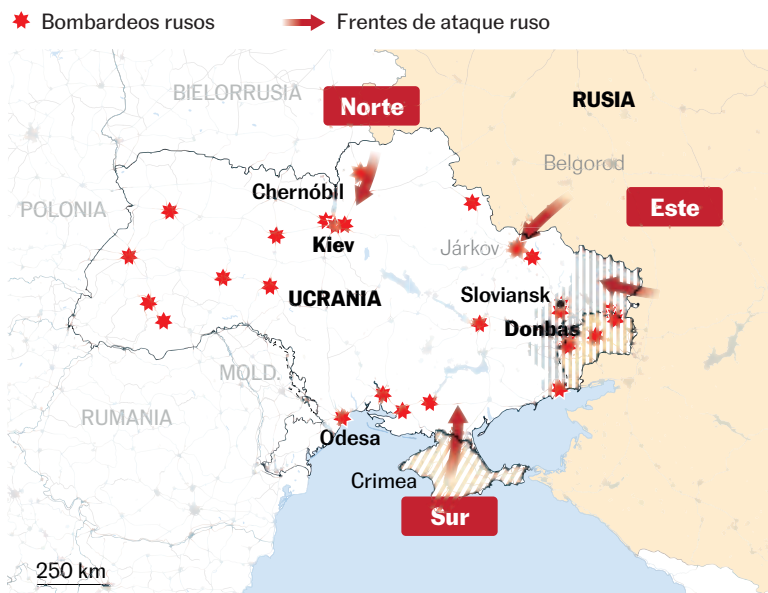 Bombardeos rusos
Frentes de ataque ruso
BIELORRUSIA
Norte
RUSIA
Belgorod
Chernóbil
POLONIA
Este
Kiev
Járkov
UCRANIA
Sloviansk
Donbás
MOLD.
RUMANIA
Odesa
Crimea
Sur
250 km